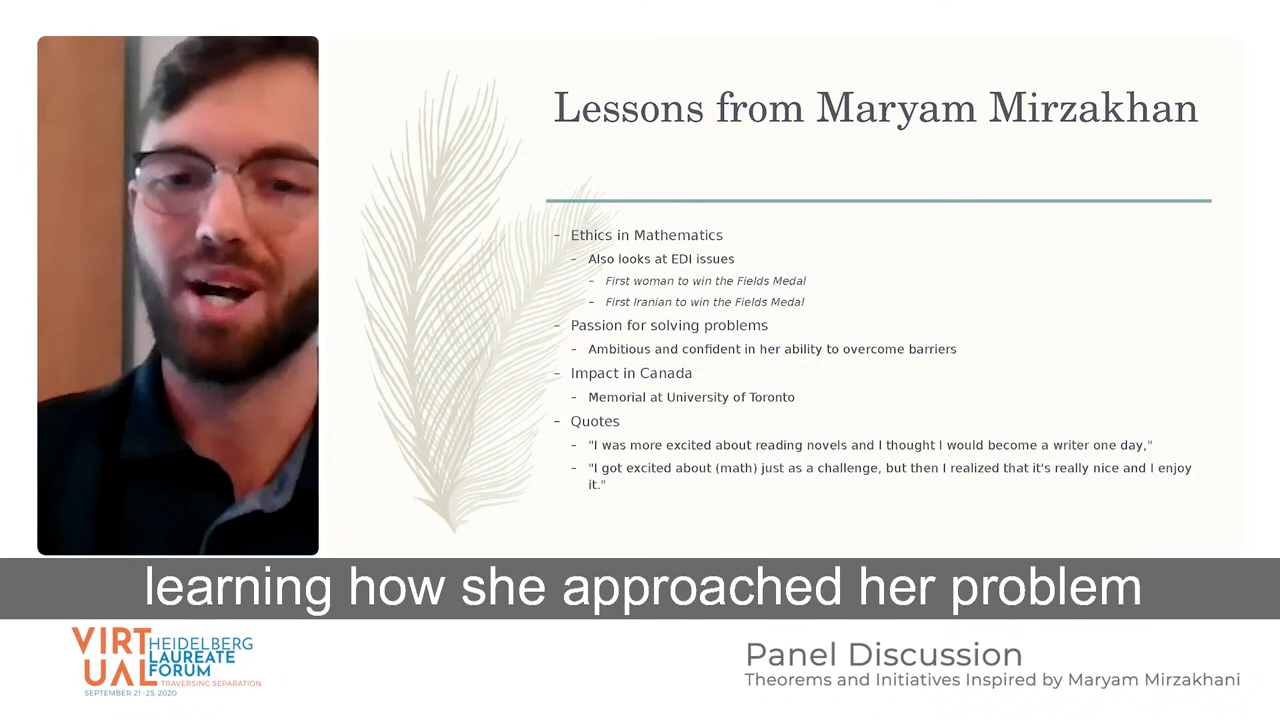 Lessons from Maryam Mirzakhan
- Ethics in Mathematics
- Also looks at EDI issues
- First woman to win the Fields Medal
- First Iranian to win the Fields Medal
- Passion for solving problems
- Ambitious and confident in her ability to overcome barriers
- Impact in Canada
- Memorial at University of Toronto
- Quotes
- "I was more excited about reading novels and I thought I would become a writer one day,"
- "I got excited about (math) just as a challenge, but then I realized that it's really nice and I enjoy
it."
learning how she approached her problem
VIRTUAL
HEIDELBERG
LAUREATE
FORUM
TRAVERSING SEPARATION
SEPTEMBER 21-25, 2020
Panel Discussion
Theorems and Initiatives Inspired by Maryam Mirzakhani